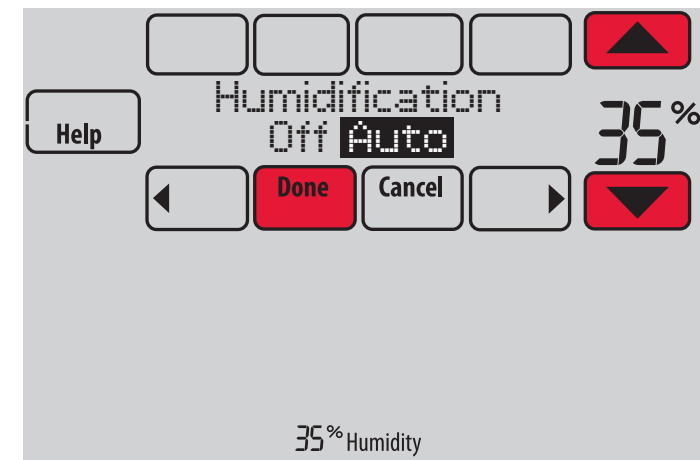 Humidification
Help
Off Auto
35%
Done
Cancel
35% Humidity